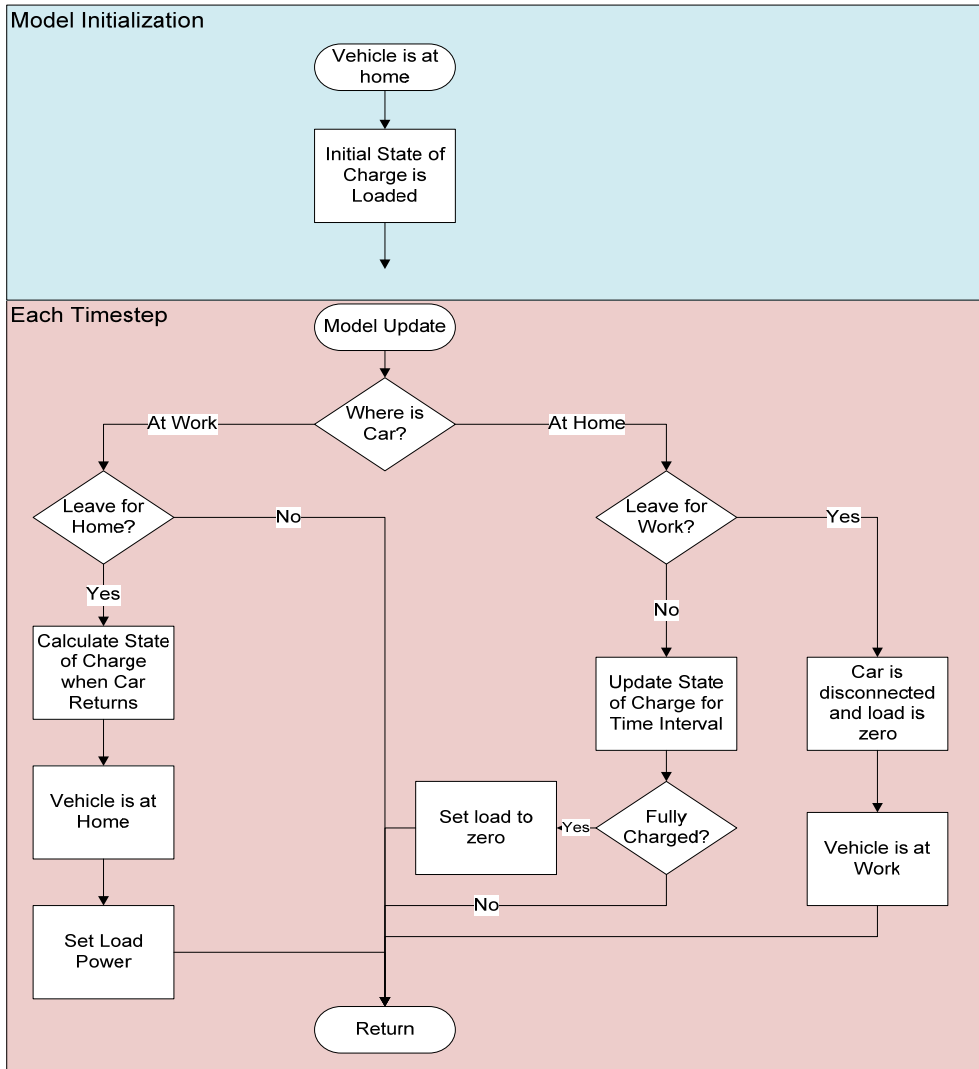 Model Initialization
Vehicle is at
home
Initial State of
Charge is
Loaded
Each Timestep
Model Update
Where is
Car?
At Work
At Home
Leave for
Home?
No
Leave for
Work?
Yes
Yes
No
Calculate State
of Charge
when Car
Returns
Update State
of Charge for
Time Interval
Car is
disconnected
and load is
zero
Vehicle is at
Home
Set load to
zero
Yes
Fully
Charged?
Vehicle is at
Work
No
Set Load
Power
Return